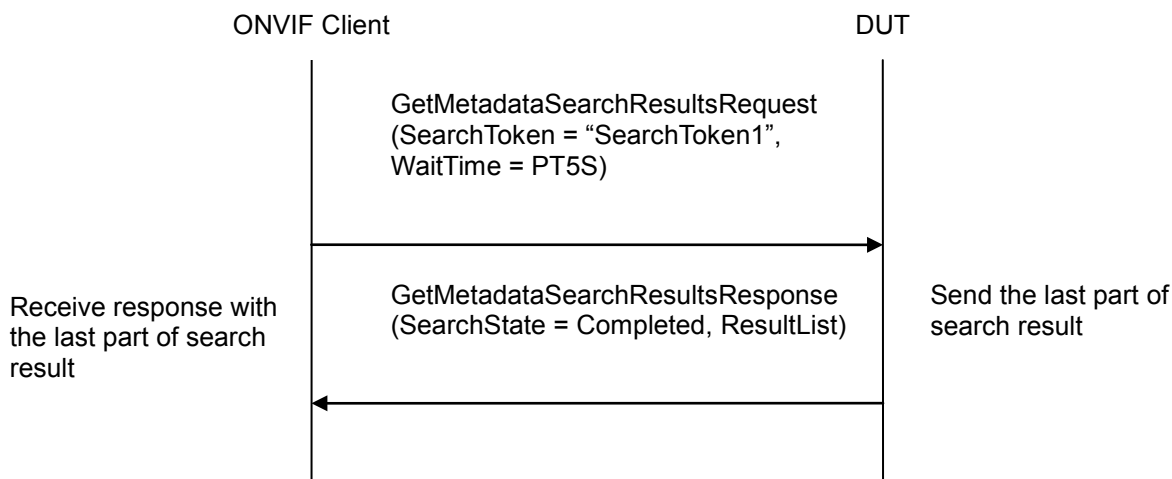 ONVIF Client
DUT
GetMetadataSearchResultsRequest
(SearchToken = “SearchToken1”,
WaitTime = PT5S)
Receive response with
the last part of search
result
GetMetadataSearchResultsResponse
(SearchState = Completed, ResultList)
Send the last part of
search result